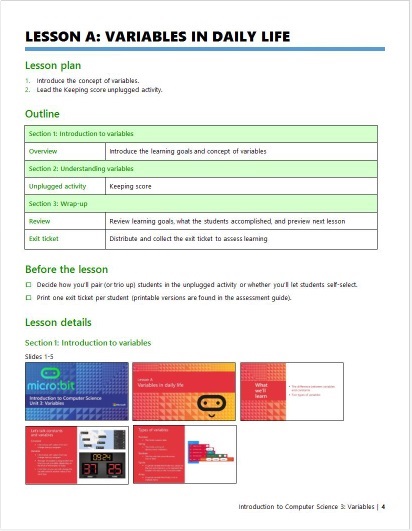 LESSON A: VARIABLES IN DAILY LIFE
Lesson plan
1. Introduce the concept of variables.
2. Lead the Keeping score unplugged activity.
Outline
Section 1: Introduction to variables
Overview Introduce the learning goals and concept of variables
Section 2: Understanding variables
Unplugged activity Keeping score
Section 3: Wrap-up
Review Review learning goals, what the students accomplished, and preview next lesson
Exit ticket Distribute and collect the exit ticket to assess learning
Before the lesson
☐ Decide how you'll pair (or trio up) students in the unplugged activity or whether you'll let students self-select.
☐ Print one exit ticket per student (printable versions are found in the assessment guide).
Lesson details
Section 1: Introduction to variables
Slides 1-5
micro:bit
Introduction to Computer Science
Unit 3: Variables
Lesson A
Variables in daily life
What
we'll
learn
Types of variables
09:24
37 25
Introduction to Computer Science 3: Variables | 4